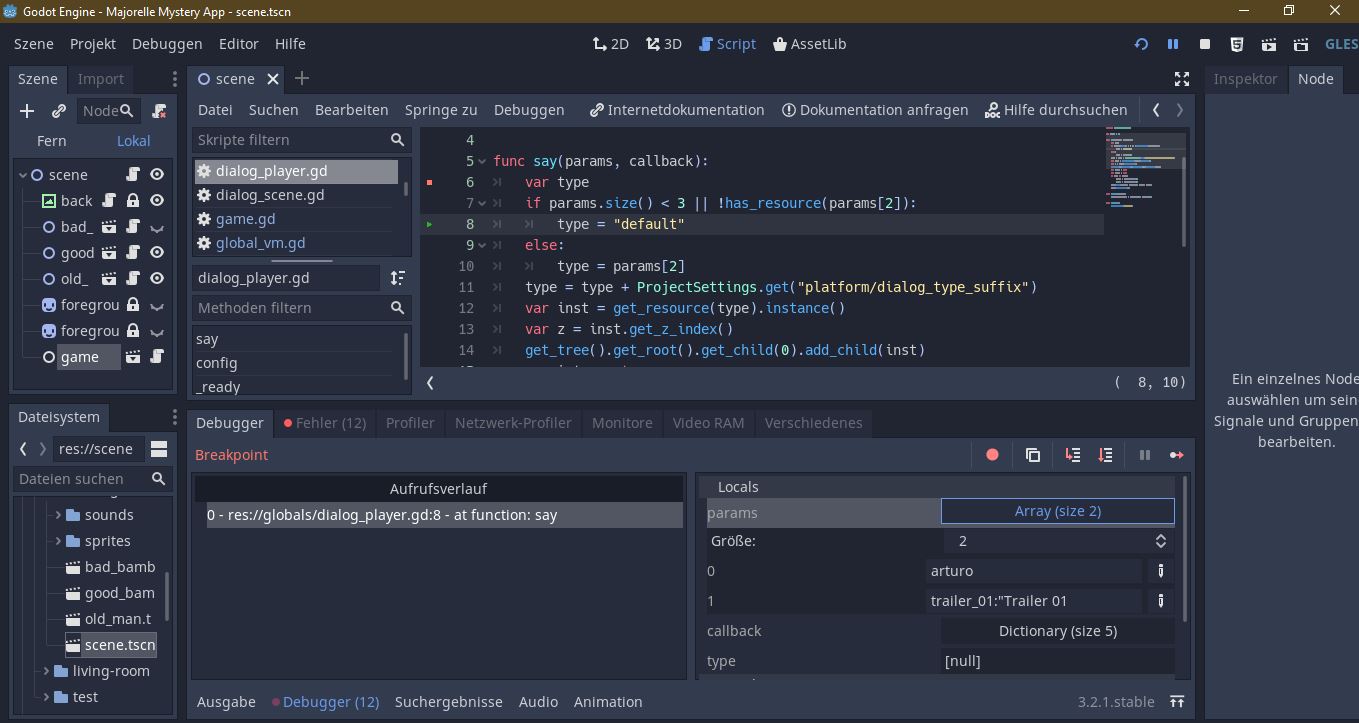 Godot Engine - Majorelle Mystery App - scene.tscn
Szene Projekt Debuggen Editor Hilfe
2D 3D Script AssetLib
GLES
Szene Import
Node
Fern Lokal
scene
back
bad_
good
old_
foregrou
foregrou
game
scene
Datei Suchen Bearbeiten Springe zu Debuggen Internetdokumentation Dokumentation anfragen Hilfe durchsuchen
Skripte filtern
dialog_player.gd
dialog_scene.gd
game.gd
global_vm.gd
dialog_player.gd
Methoden filtern
say
config
_ready
4
5 func say(params, callback):
6 var type
7 if params.size() < 3 || !has_resource(params[2]):
8 type = "default"
9 else:
10 type = params[2]
11 type = type + ProjectSettings.get("platform/dialog_type_suffix")
12 var inst = get_resource(type).instance()
13 var z = inst.get_z_index()
14 get_tree().get_root().get_child(0).add_child(inst)
( 8, 10)
Inspektor Node
Ein einzelnes Node
auswählen um sein
Signale und Gruppen
bearbeiten.
Dateisystem
res://scene
Dateien suchen
sounds
sprites
bad_bamb
good_bam
old_man.t
scene.tscn
living-room
test
Debugger Fehler (12) Profiler Netzwerk-Profiler Monitore Video RAM Verschiedenes
Breakpoint
Aufrufsverlauf
0 - res://globals/dialog_player.gd:8 - at function: say
Locals
params Array (size 2)
Größe: 2
0 arturo
1 trailer_01:"Trailer 01
callback Dictionary (size 5)
type [null]
Ausgabe Debugger (12) Suchergebnisse Audio Animation
3.2.1.stable